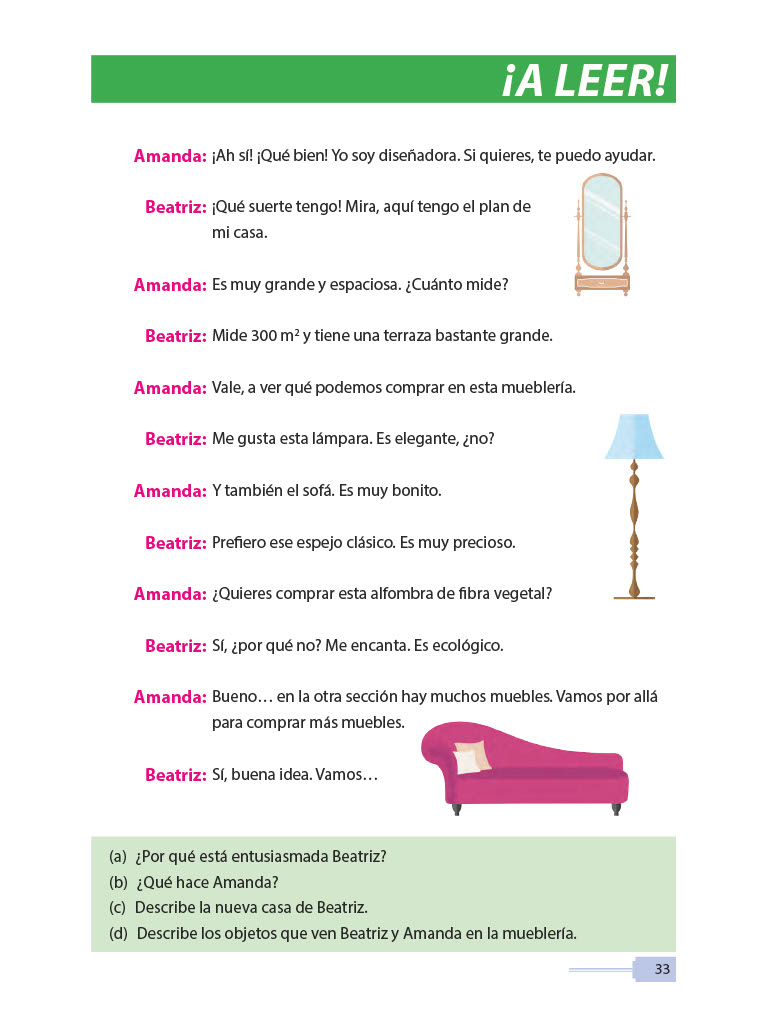 ¡A LEER!
Amanda: ¡Ah sí! ¡Qué bien! Yo soy diseñadora. Si quieres, te puedo ayudar.
Beatriz: ¡Qué suerte tengo! Mira, aquí tengo el plan de
mi casa.
Amanda: Es muy grande y espaciosa. ¿Cuánto mide?
Beatriz: Mide 300 m² y tiene una terraza bastante grande.
Amanda: Vale, a ver qué podemos comprar en esta mueblería.
Beatriz: Me gusta esta lámpara. Es elegante, ¿no?
Amanda: Y también el sofá. Es muy bonito.
Beatriz: Prefiero ese espejo clásico. Es muy precioso.
Amanda: ¿Quieres comprar esta alfombra de fibra vegetal?
Beatriz: Sí, ¿por qué no? Me encanta. Es ecológico.
Amanda: Bueno… en la otra sección hay muchos muebles. Vamos por allá
para comprar más muebles.
Beatriz: Sí, buena idea. Vamos…
(a) ¿Por qué está entusiasmada Beatriz?
(b) ¿Qué hace Amanda?
(c) Describe la nueva casa de Beatriz.
(d) Describe los objetos que ven Beatriz y Amanda en la mueblería.
33